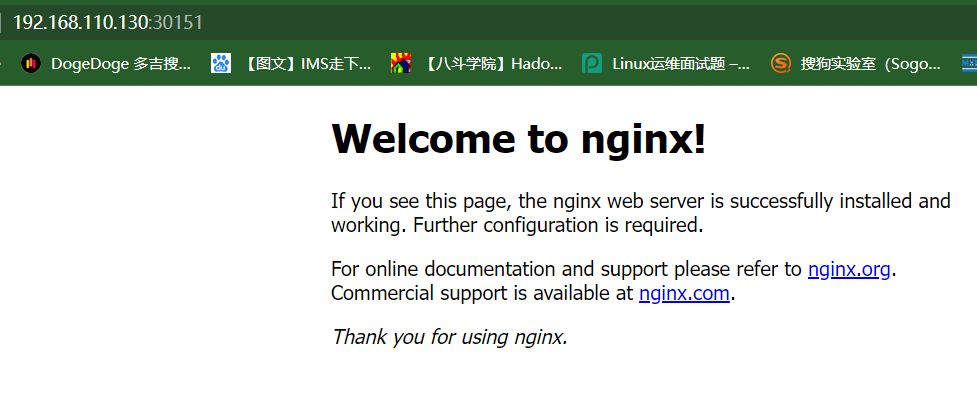 192.168.110.130:30151
DogeDoge 多吉搜...
【图文】IMS走下...
【八斗学院】Hado...
Linux运维面试题 –...
搜狗实验室（Sogo...
Welcome to nginx!
If you see this page, the nginx web server is successfully installed and
working. Further configuration is required.
For online documentation and support please refer to nginx.org.
Commercial support is available at nginx.com.
Thank you for using nginx.